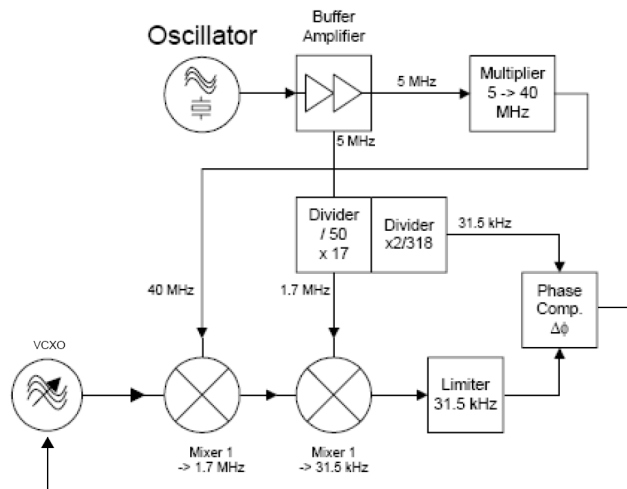 Buffer
Amplifier
Oscillator
5 MHz
Multiplier
5 -> 40
MHz
5 MHz
Divider
/ 50
x 17
Divider
x2/318
31.5 kHz
40 MHz
1.7 MHz
Phase
Comp.
Δϕ
VCXO
Limiter
31.5 kHz
Mixer 1
-> 1.7 MHz
Mixer 1
-> 31.5 kHz